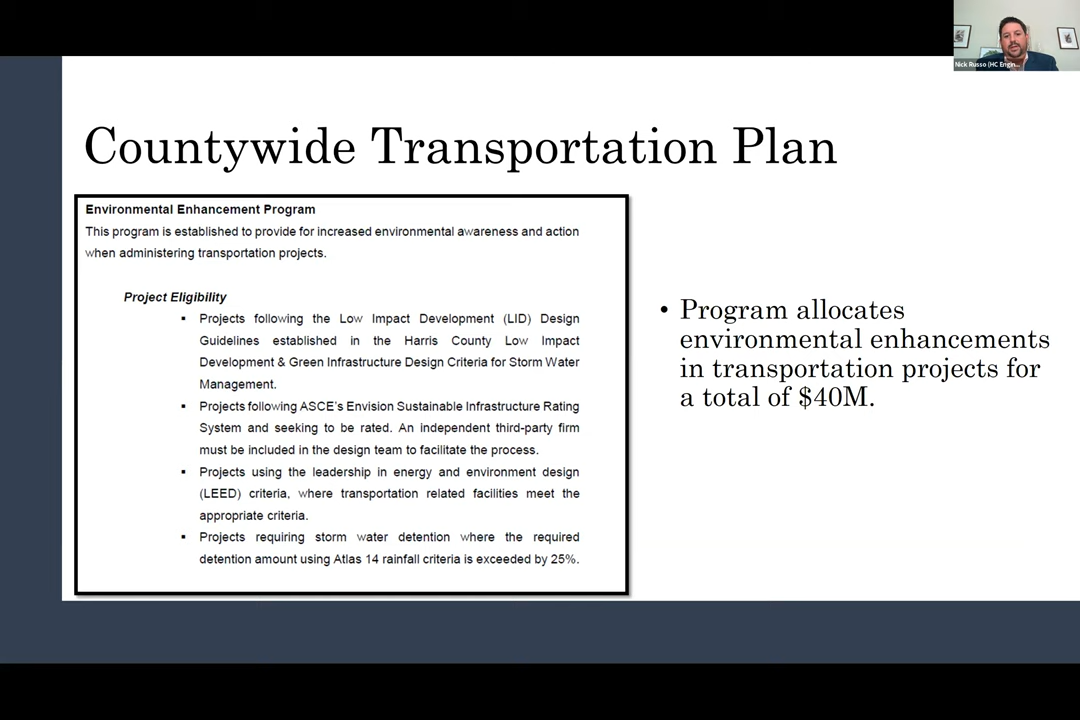 Nick Russo (HC Engin...
Countywide Transportation Plan
Environmental Enhancement Program
This program is established to provide for increased environmental awareness and action
when administering transportation projects.
Project Eligibility
▪ Projects following the Low Impact Development (LID) Design
Guidelines established in the Harris County Low Impact
Development & Green Infrastructure Design Criteria for Storm Water
Management.
▪ Projects following ASCE's Envision Sustainable Infrastructure Rating
System and seeking to be rated. An independent third-party firm
must be included in the design team to facilitate the process.
▪ Projects using the leadership in energy and environment design
(LEED) criteria, where transportation related facilities meet the
appropriate criteria.
▪ Projects requiring storm water detention where the required
detention amount using Atlas 14 rainfall criteria is exceeded by 25%.
• Program allocates
environmental enhancements
in transportation projects for
a total of $40M.